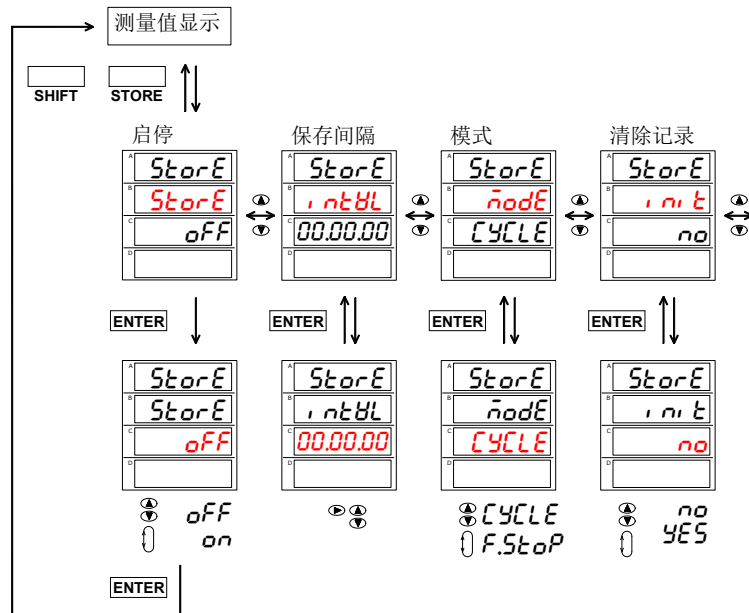 测量值显示
SHIFT STORE
启停 保存间隔 模式 清除记录
A StorE A StorE A StorE A StorE
B StorE B intVL B modE B init
C oFF C 00.00.00 C CYCLE C no
D D D D
ENTER ENTER ENTER ENTER
A StorE A StorE A StorE A StorE
B StorE B intVL B modE B init
C oFF C 00.00.00 C CYCLE C no
D D D D
oFF CYCLE no
on F.StoP YES
ENTER